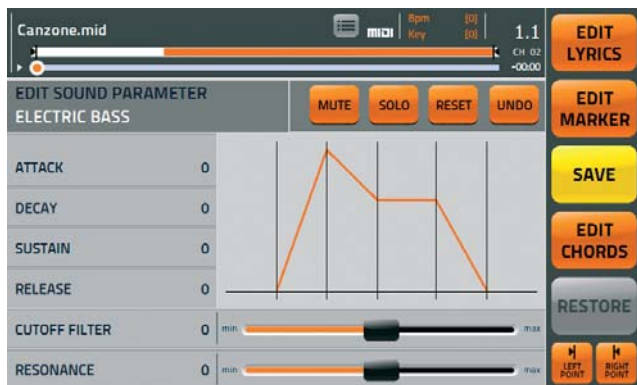 Canzone.mid
MIDI
Bpm [0]
Key [0]
1.1
CH 02
-00:00
EDIT SOUND PARAMETER
ELECTRIC BASS
MUTE
SOLO
RESET
UNDO
ATTACK 0
DECAY 0
SUSTAIN 0
RELEASE 0
CUTOFF FILTER 0 min max
RESONANCE 0 min max
EDIT
LYRICS
EDIT
MARKER
SAVE
EDIT
CHORDS
RESTORE
LEFT
POINT
RIGHT
POINT